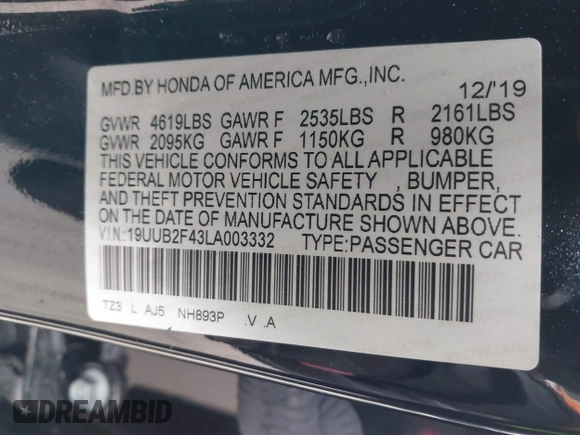 MFD.BY HONDA OF AMERICA MFG.,INC. 12/'19
GVWR 4619LBS GAWR F 2535LBS R 2161LBS
GVWR 2095KG GAWR F 1150KG R 980KG
THIS VEHICLE CONFORMS TO ALL APPLICABLE
FEDERAL MOTOR VEHICLE SAFETY , BUMPER,
AND THEFT PREVENTION STANDARDS IN EFFECT
ON THE DATE OF MANUFACTURE SHOWN ABOVE.
V.I.N.:19UUB2F43LA003332 TYPE:PASSENGER CAR
TZ3 L AJ5 NH893P .V .A
DREAMBID